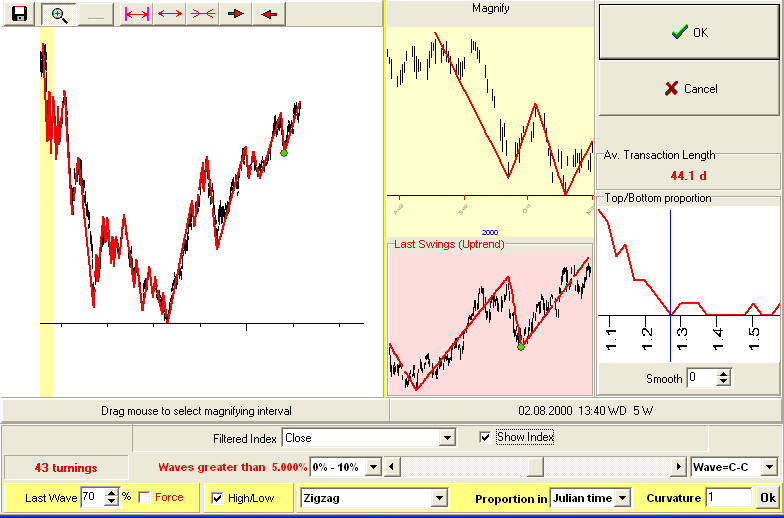 Magnify
OK
Cancel
Av. Transaction Length
44.1 d
Top/Bottom proportion
Aug
Sep
Oct
2000
Last Swings (Uptrend)
1.1 1.2 1.3 1.4 1.5
Smooth 0
Drag mouse to select magnifying interval
02.08.2000 13:40 WD 5 W
Filtered Index Close Show Index
43 turnings Waves greater than 5.000% 0% - 10% Wave=C-C
Last Wave 70 % Force High/Low Zigzag Proportion in Julian time Curvature 1 Ok